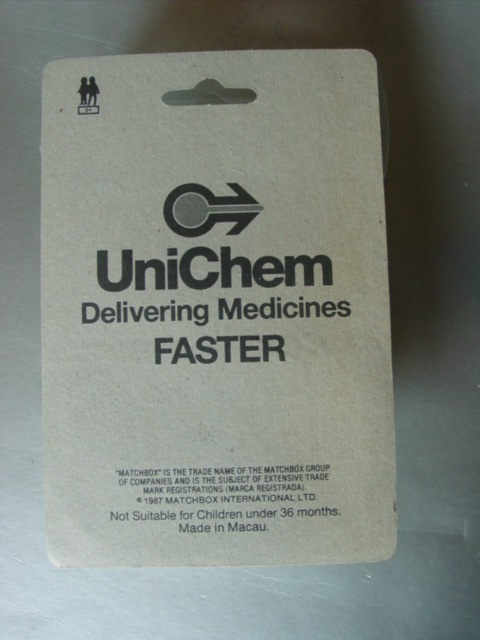 3+
UniChem
Delivering Medicines
FASTER
"MATCHBOX" IS THE TRADE NAME OF THE MATCHBOX GROUP
OF COMPANIES AND IS THE SUBJECT OF EXTENSIVE TRADE
MARK REGISTRATIONS (MARCA REGISTRADA).
© 1987 MATCHBOX INTERNATIONAL LTD.
Not Suitable for Children under 36 months.
Made in Macau.